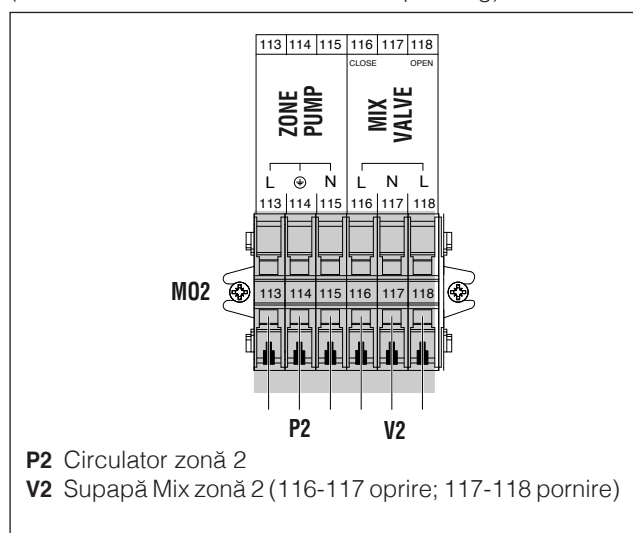 113 114 115 116 117 118
CLOSE OPEN
ZONE
PUMP
MIX
VALVE
L N L N L
113 114 115 116 117 118
M02 113 114 115 116 117 118
P2 V2
P2 Circulator zonă 2
V2 Supapă Mix zonă 2 (116-117 oprire; 117-118 pornire)